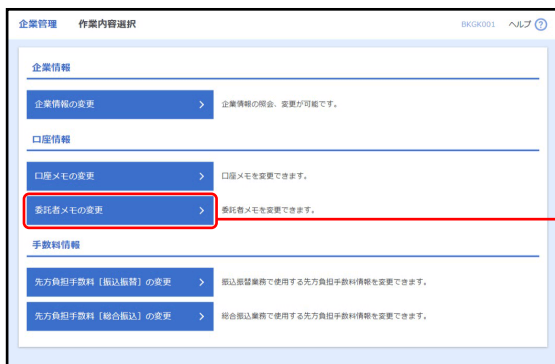 企業管理 作業内容選択 BKGK001 ヘルプ ?
企業情報
企業情報の変更 > 企業情報の照会、変更が可能です。
口座情報
口座メモの変更 > 口座メモを変更できます。
委託者メモの変更 > 委託者メモを変更できます。
手数料情報
先方負担手数料［振込振替］の変更 > 振込振替業務で使用する先方負担手数料情報を変更できます。
先方負担手数料［総合振込］の変更 > 総合振込業務で使用する先方負担手数料情報を変更できます。